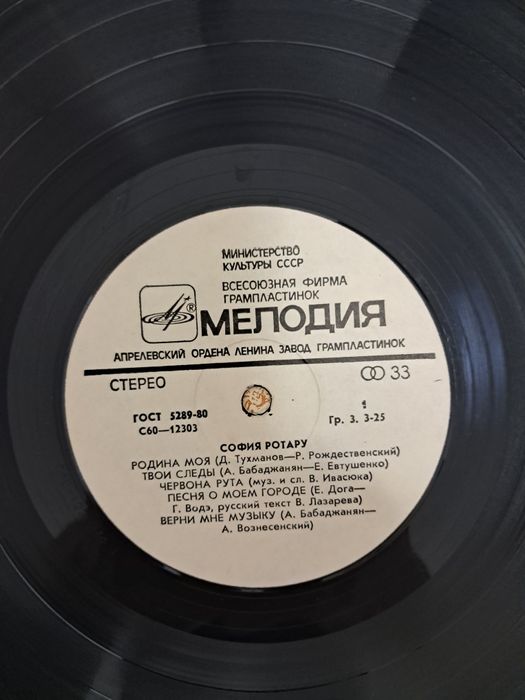 МИНИСТЕРСТВО
КУЛЬТУРЫ СССР
ВСЕСОЮЗНАЯ ФИРМА
ГРАМПЛАСТИНОК
® МЕЛОДИЯ
АПРЕЛЕВСКИЙ ОРДЕНА ЛЕНИНА ЗАВОД ГРАМПЛАСТИНОК
СТЕРЕО 33
ГОСТ 5289-80 1
С60—12303 Гр. 3. 3-25
СОФИЯ РОТАРУ
РОДИНА МОЯ (Д. Тухманов—Р. Рождественский)
ТВОИ СЛЕДЫ (А. Бабаджанян—Е. Евтушенко)
ЧЕРВОНА РУТА (муз. и сл. В. Ивасюка)
ПЕСНЯ О МОЕМ ГОРОДЕ (Е. Дога—
Г. Водэ, русский текст В. Лазарева)
ВЕРНИ МНЕ МУЗЫКУ (А. Бабаджанян—
А. Вознесенский)